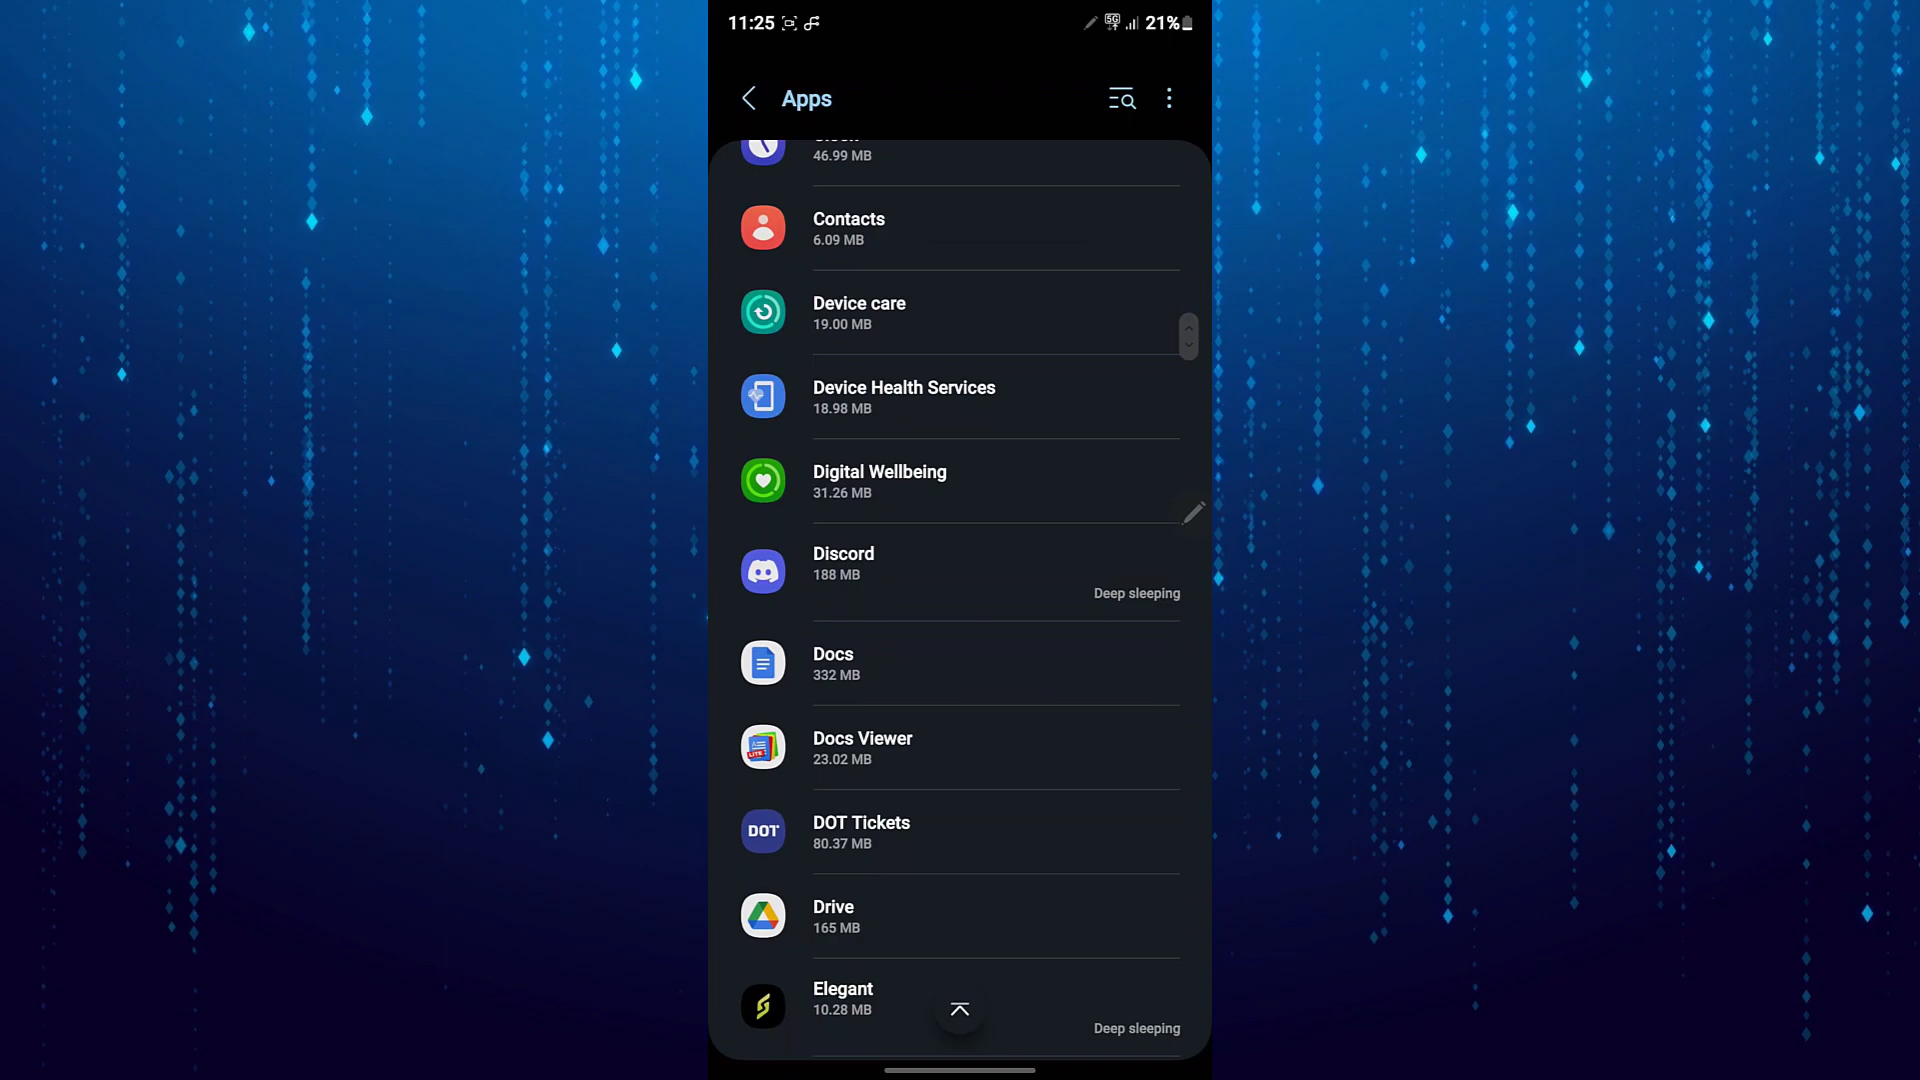 11:25
5G 21%
Apps
46.99 MB
Contacts
6.09 MB
Device care
19.00 MB
Device Health Services
18.98 MB
Digital Wellbeing
31.26 MB
Discord
188 MB
Deep sleeping
Docs
332 MB
LITE
Docs Viewer
23.02 MB
DOT
DOT Tickets
80.37 MB
Drive
165 MB
Elegant
10.28 MB
Deep sleeping